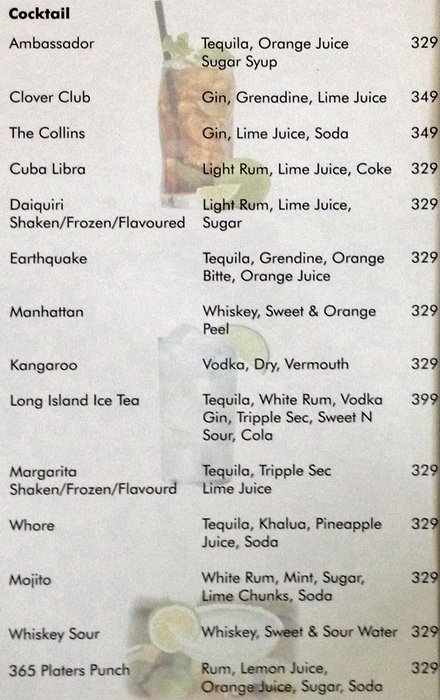 Cocktail
Ambassador Tequila, Orange Juice 329
Sugar Syup
Clover Club Gin, Grenadine, Lime Juice 349
The Collins Gin, Lime Juice, Soda 349
Cuba Libra Light Rum, Lime Juice, Coke 329
Daiquiri Light Rum, Lime Juice, 329
Shaken/Frozen/Flavoured Sugar
Earthquake Tequila, Grendine, Orange 329
Bitte, Orange Juice
Manhattan Whiskey, Sweet & Orange 329
Peel
Kangaroo Vodka, Dry, Vermouth 329
Long Island Ice Tea Tequila, White Rum, Vodka 399
Gin, Tripple Sec, Sweet N
Sour, Cola
Margarita Tequila, Tripple Sec 329
Shaken/Frozen/Flavourd Lime Juice
Whore Tequila, Khalua, Pineapple 329
Juice, Soda
Mojito White Rum, Mint, Sugar, 329
Lime Chunks, Soda
Whiskey Sour Whiskey, Sweet & Sour Water 329
365 Platers Punch Rum, Lemon Juice, 329
Orange Juice, Sugar, Soda